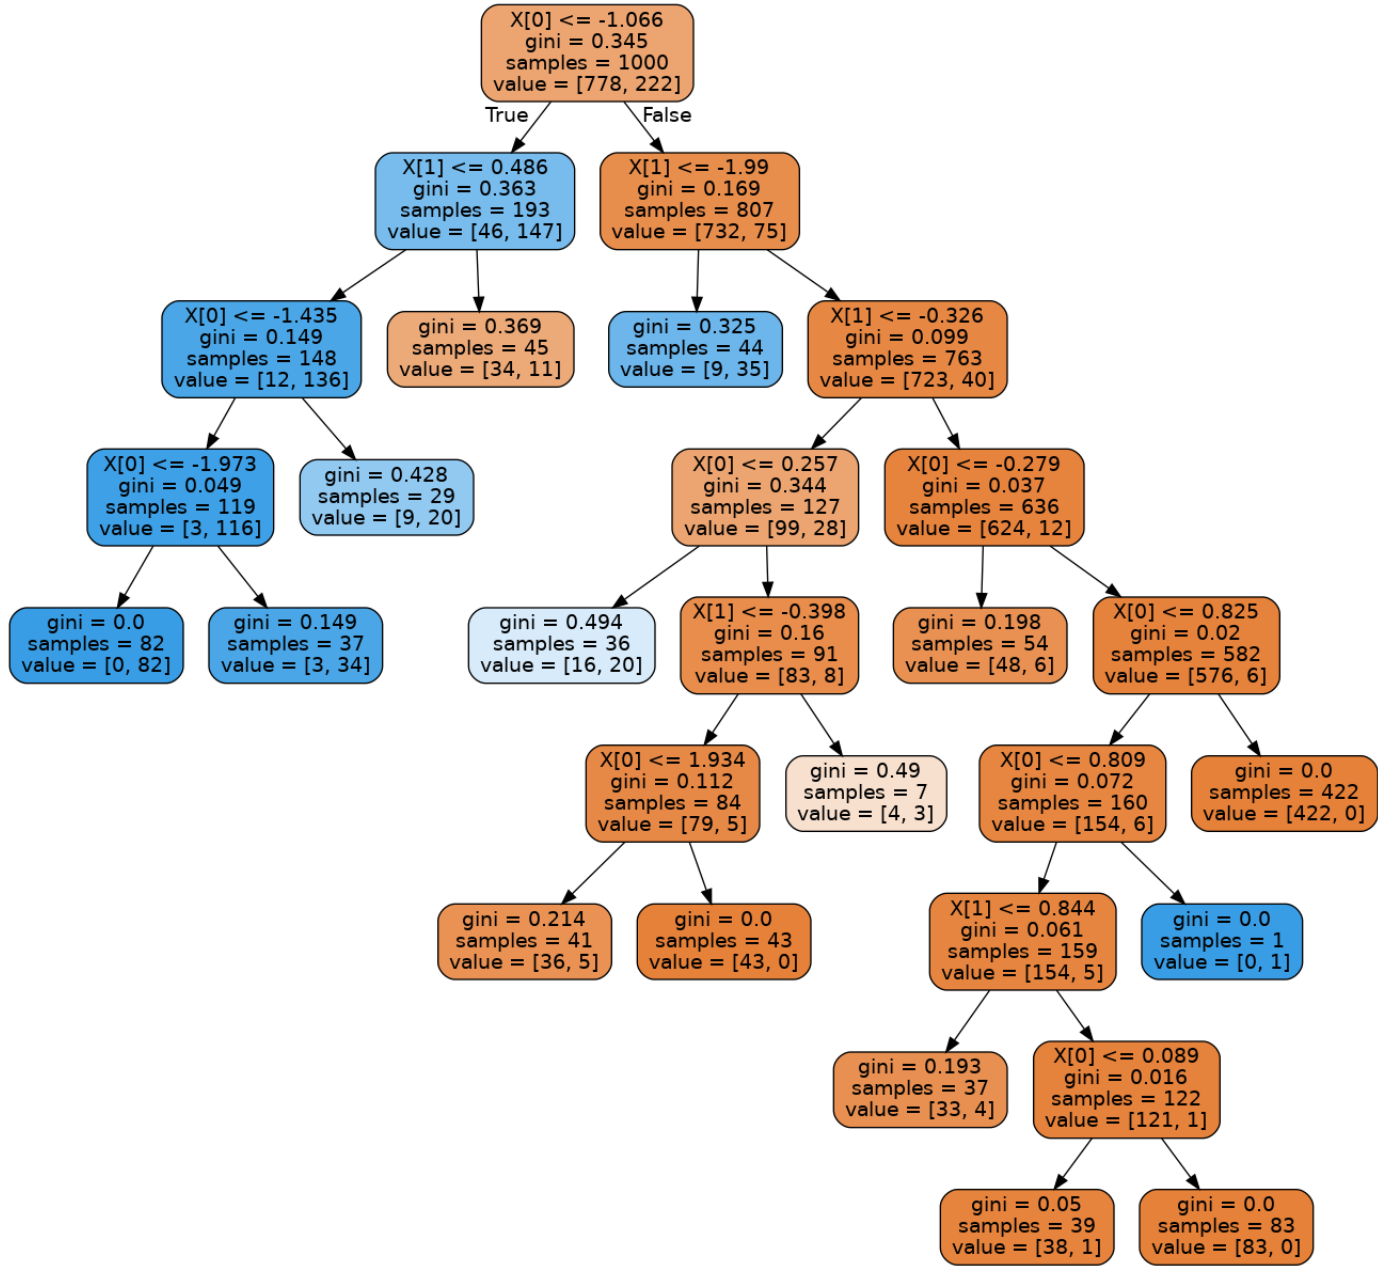 X[0] <= -1.066
gini = 0.345
samples = 1000
value = [778, 222]
True
False
X[1] <= 0.486
gini = 0.363
samples = 193
value = [46, 147]
X[1] <= -1.99
gini = 0.169
samples = 807
value = [732, 75]
X[0] <= -1.435
gini = 0.149
samples = 148
value = [12, 136]
gini = 0.369
samples = 45
value = [34, 11]
gini = 0.325
samples = 44
value = [9, 35]
X[1] <= -0.326
gini = 0.099
samples = 763
value = [723, 40]
X[0] <= -1.973
gini = 0.049
samples = 119
value = [3, 116]
gini = 0.428
samples = 29
value = [9, 20]
X[0] <= 0.257
gini = 0.344
samples = 127
value = [99, 28]
X[0] <= -0.279
gini = 0.037
samples = 636
value = [624, 12]
gini = 0.0
samples = 82
value = [0, 82]
gini = 0.149
samples = 37
value = [3, 34]
gini = 0.494
samples = 36
value = [16, 20]
X[1] <= -0.398
gini = 0.16
samples = 91
value = [83, 8]
gini = 0.198
samples = 54
value = [48, 6]
X[0] <= 0.825
gini = 0.02
samples = 582
value = [576, 6]
X[0] <= 1.934
gini = 0.112
samples = 84
value = [79, 5]
gini = 0.49
samples = 7
value = [4, 3]
X[0] <= 0.809
gini = 0.072
samples = 160
value = [154, 6]
gini = 0.0
samples = 422
value = [422, 0]
gini = 0.214
samples = 41
value = [36, 5]
gini = 0.0
samples = 43
value = [43, 0]
X[1] <= 0.844
gini = 0.061
samples = 159
value = [154, 5]
gini = 0.0
samples = 1
value = [0, 1]
gini = 0.193
samples = 37
value = [33, 4]
X[0] <= 0.089
gini = 0.016
samples = 122
value = [121, 1]
gini = 0.05
samples = 39
value = [38, 1]
gini = 0.0
samples = 83
value = [83, 0]